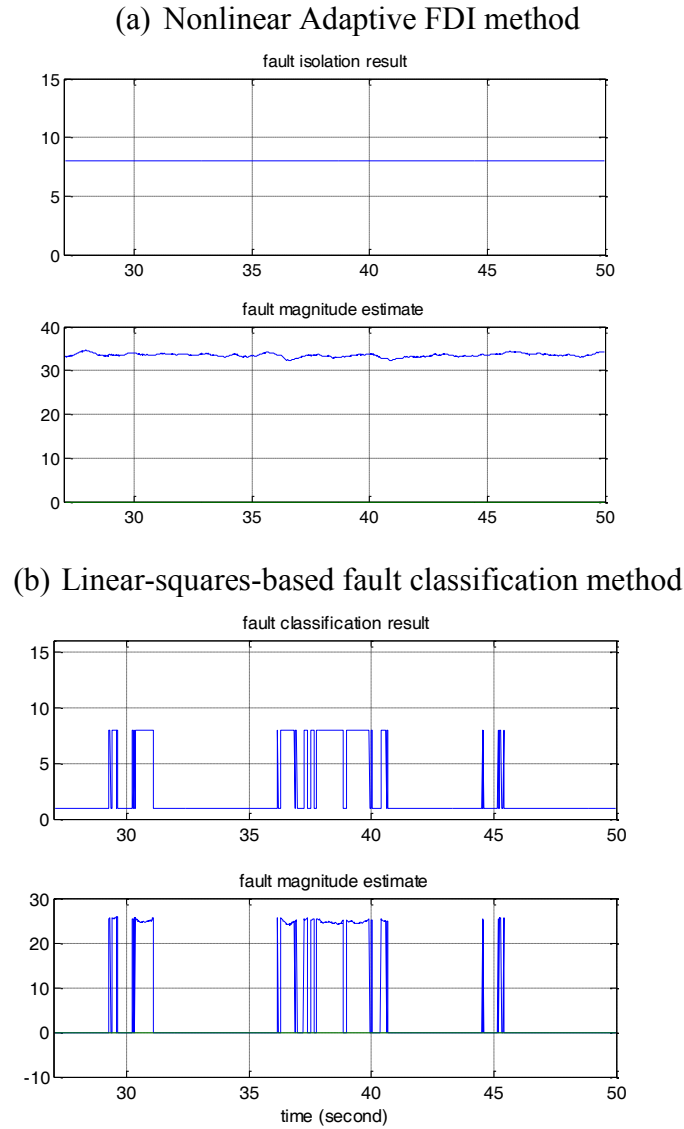 (a) Nonlinear Adaptive FDI method
fault isolation result
15
10
5
0
30 35 40 45 50
fault magnitude estimate
40
30
20
10
0
30 35 40 45 50
(b) Linear-squares-based fault classification method
fault classification result
15
10
5
0
30 35 40 45 50
fault magnitude estimate
30
20
10
0
-10
30 35 40 45 50
time (second)